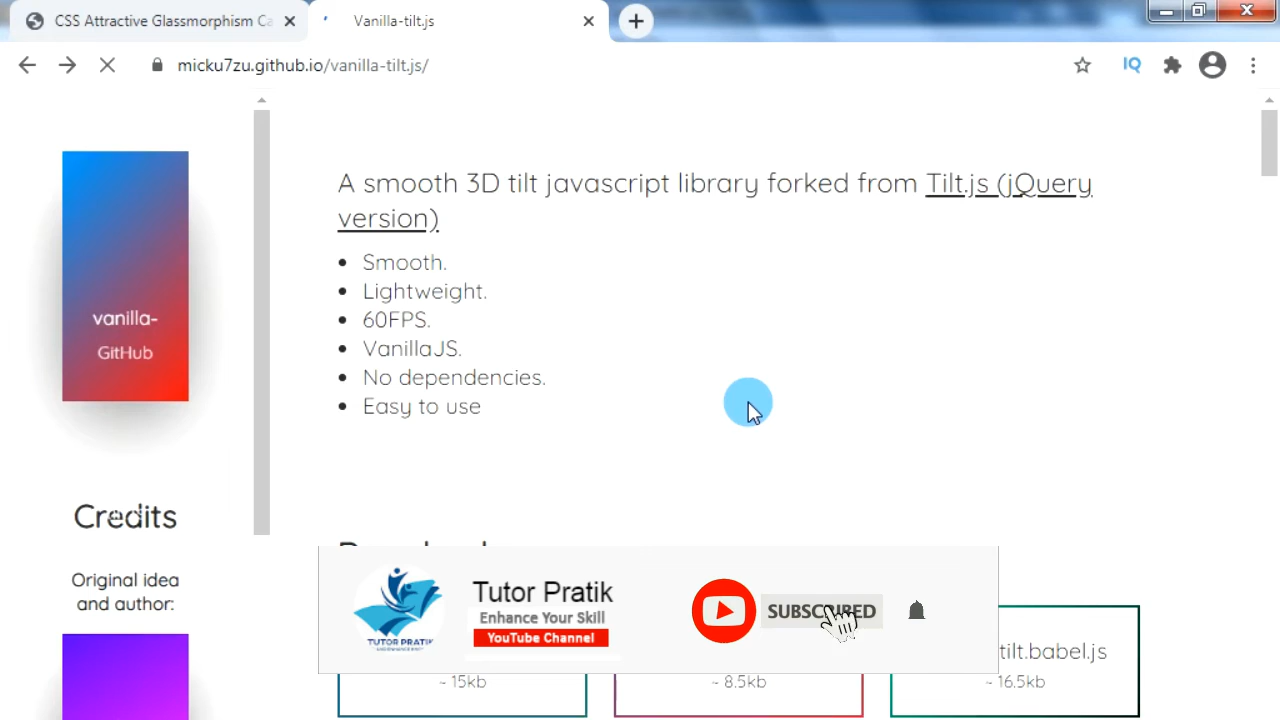 CSS Attractive Glassmorphism Ca
Vanilla-tilt.js
micku7zu.github.io/vanilla-tilt.js/
IQ
A smooth 3D tilt javascript library forked from Tilt.js (jQuery
version)
Smooth.
Lightweight.
60FPS.
VanillaJS.
No dependencies.
Easy to use
vanilla-
GitHub
Credits
Original idea
and author:
Tutor Pratik
Enhance Your Skill
YouTube Channel
TUTOR PRATIK
SUBSCRIBED
tilt.babel.js
~ 15kb
~ 8.5kb
~ 16.5kb